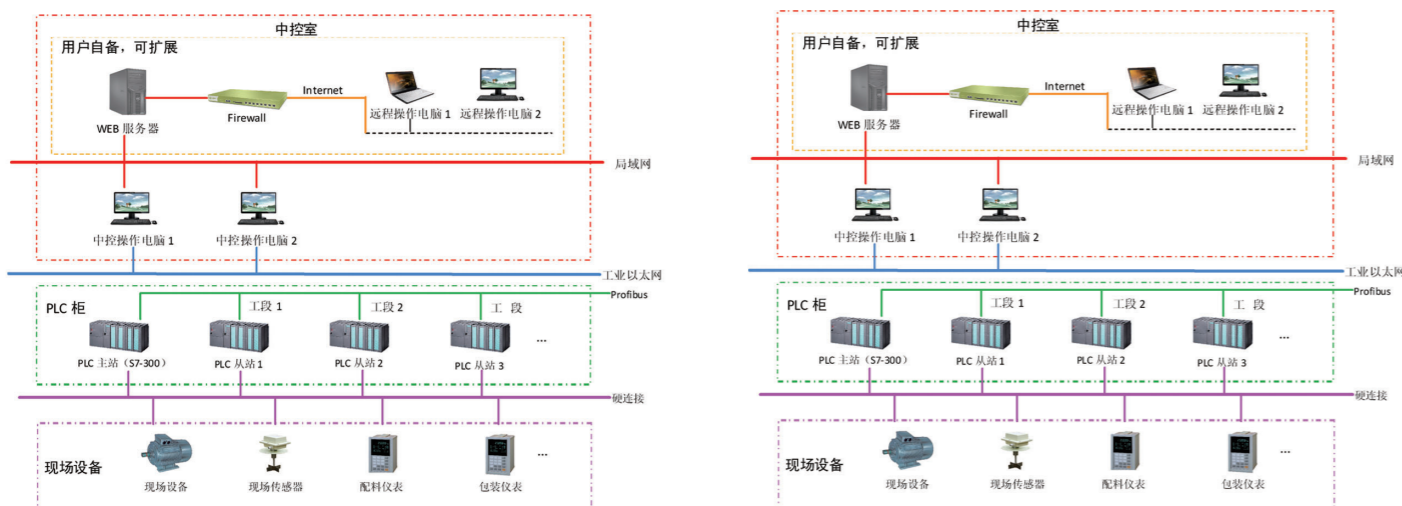 中控室
用户自备，可扩展
Internet
远程操作电脑 1 远程操作电脑 2
Firewall
WEB 服务器
局域网
中控操作电脑 1 中控操作电脑 2
工业以太网
Profibus
PLC 柜
工段 1 工段 2 工 段
...
PLC 主站（S7-300） PLC 从站 1 PLC 从站 2 PLC 从站 3
硬连接
现场设备
...
现场设备 现场传感器 配料仪表 包装仪表
中控室
用户自备，可扩展
Internet
远程操作电脑 1 远程操作电脑 2
Firewall
WEB 服务器
局域网
中控操作电脑 1 中控操作电脑 2
工业以太网
Profibus
PLC 柜
工段 1 工段 2 工 段
...
PLC 主站（S7-300） PLC 从站 1 PLC 从站 2 PLC 从站 3
硬连接
现场设备
...
现场设备 现场传感器 配料仪表 包装仪表